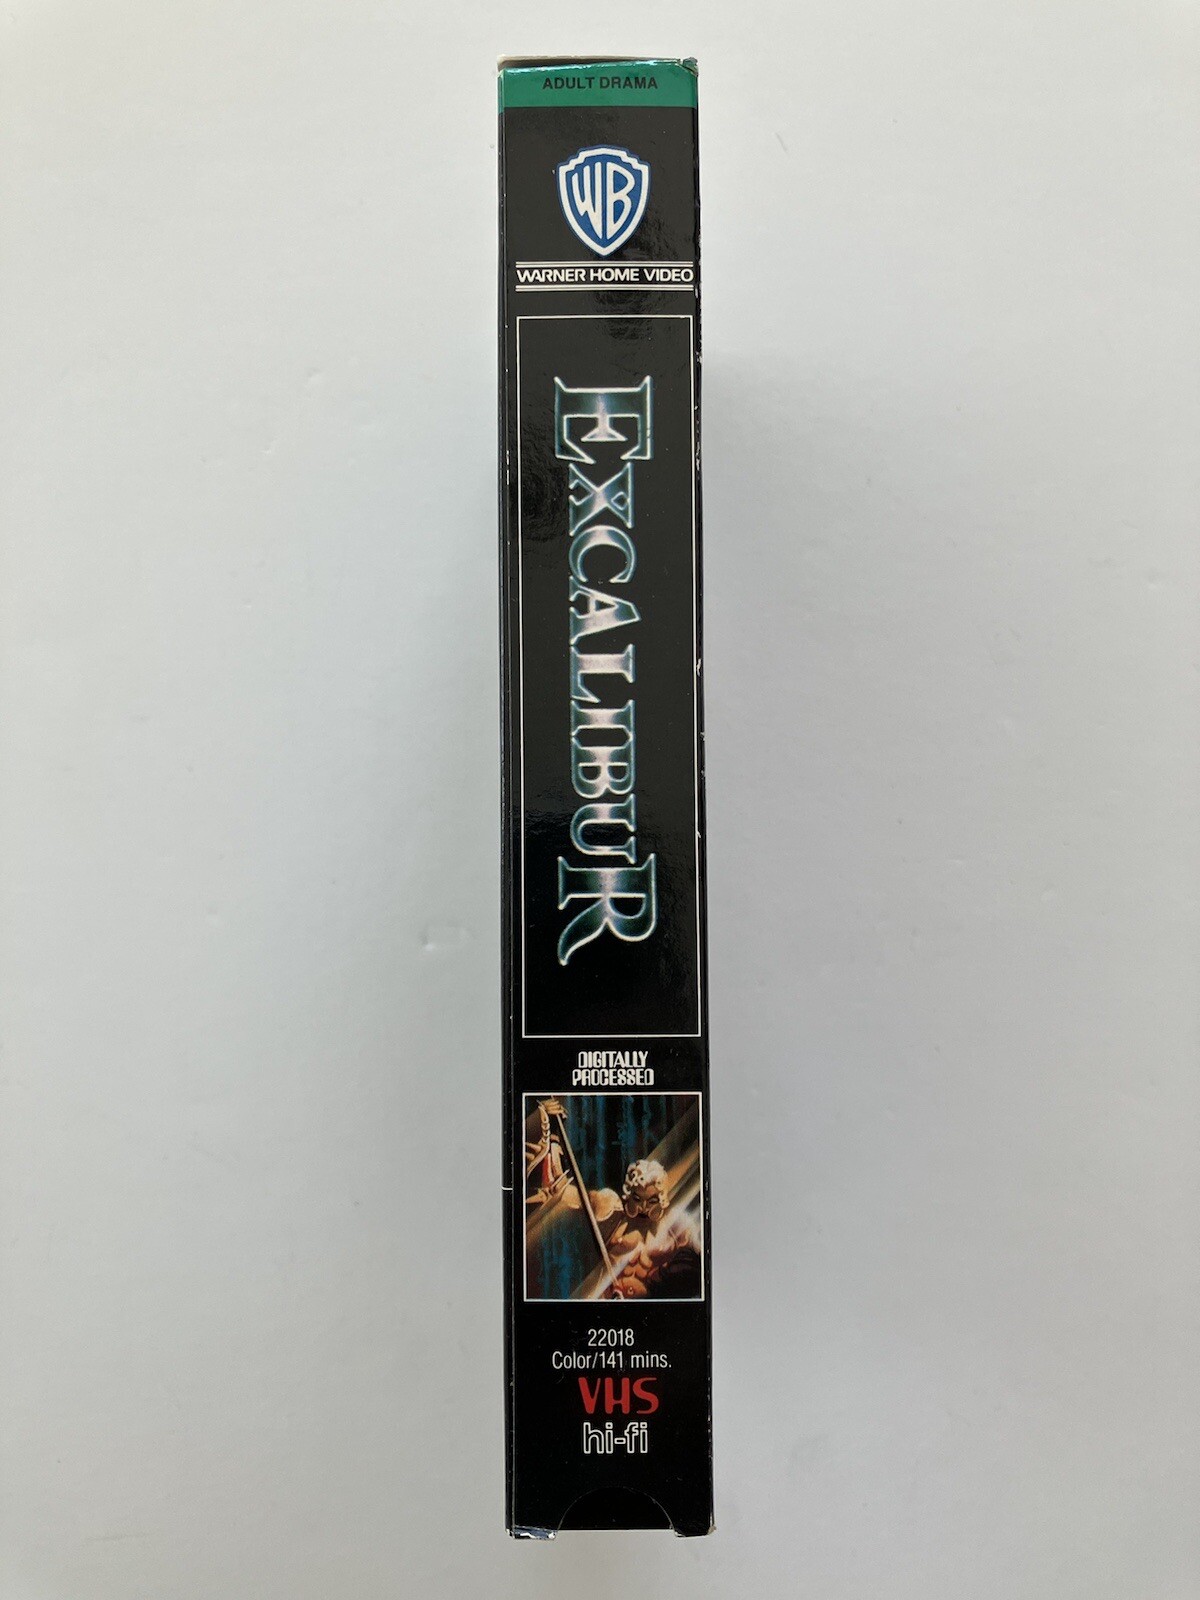 ADULT DRAMA
WB
WARNER HOME VIDEO
EXCALIBUR
DIGITALLY
PROCESSED
22018
Color/141 mins.
VHS
hi-fi